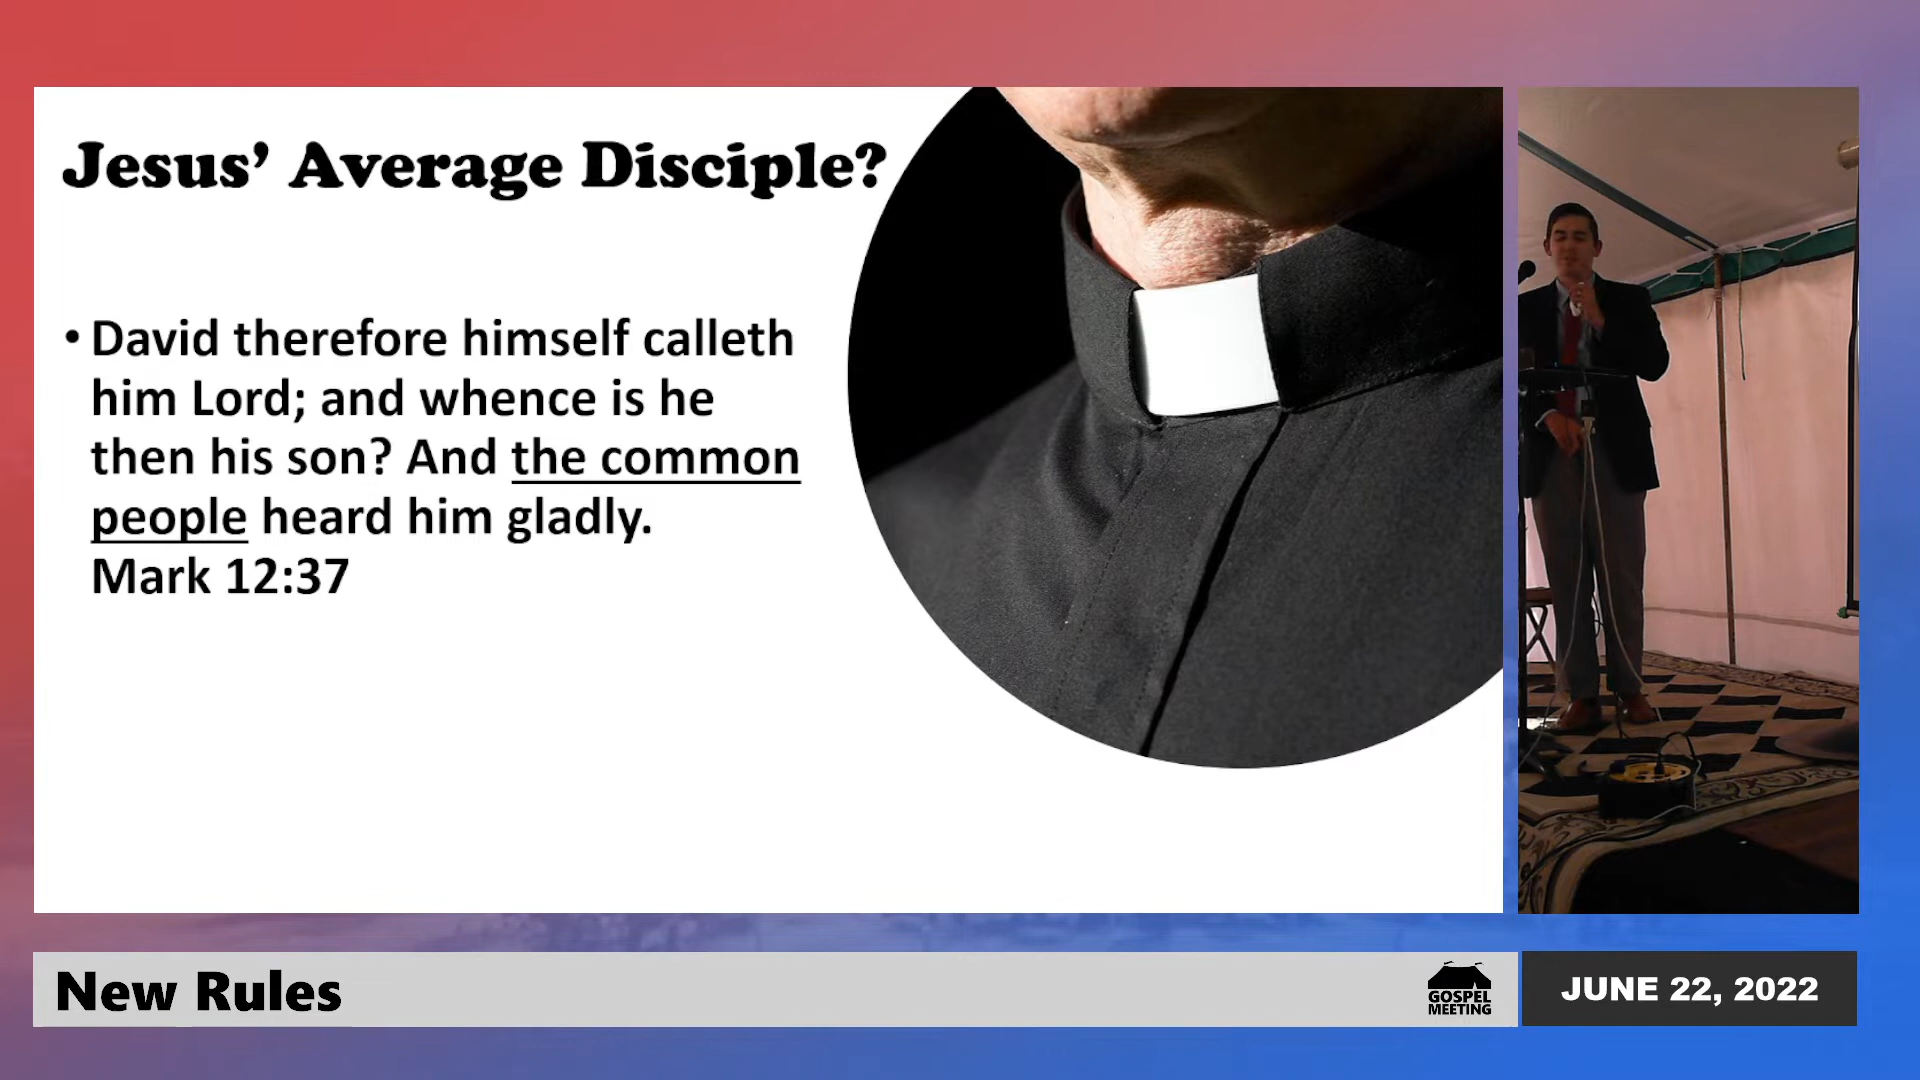 Jesus’ Average Disciple?
• David therefore himself calleth
him Lord; and whence is he
then his son? And the common
people heard him gladly.
Mark 12:37
New Rules
GOSPEL
MEETING
JUNE 22, 2022